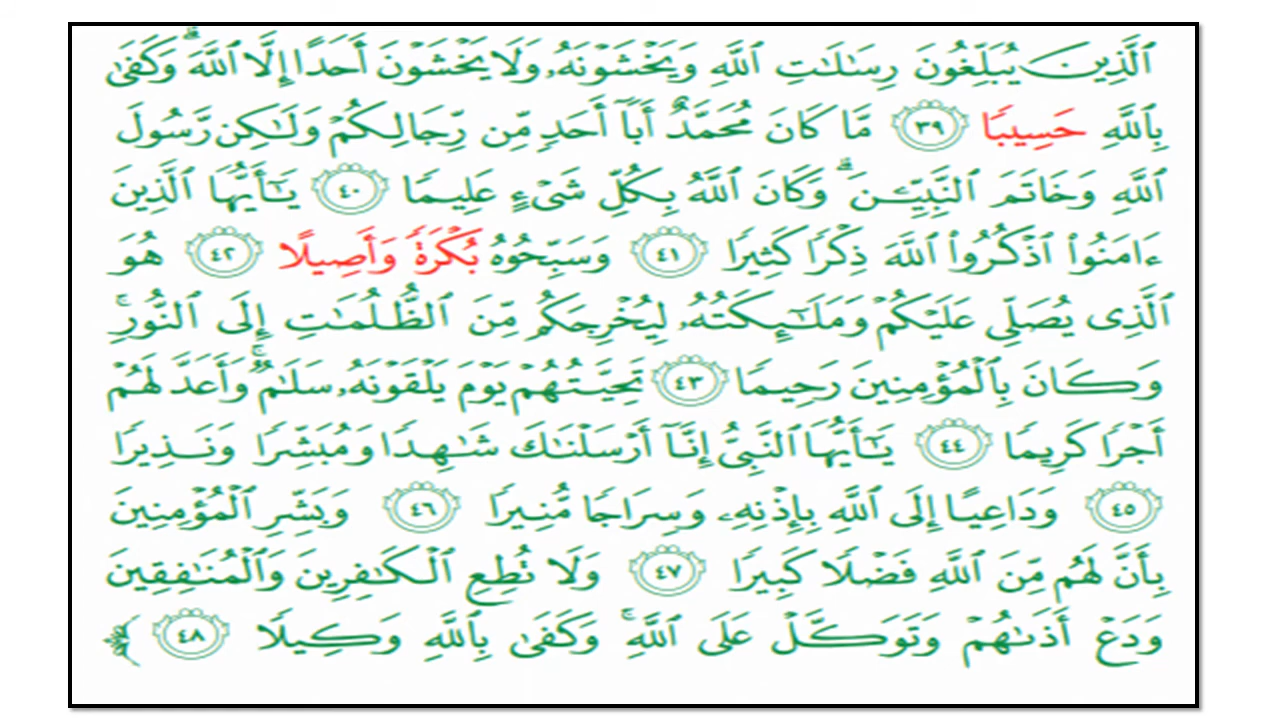 ٱلَّذِينَ يُبَلِّغُونَ رِسَٰلَٰتِ ٱللَّهِ وَيَخْشَوْنَهُۥ وَلَا يَخْشَوْنَ أَحَدًا إِلَّا ٱللَّهَ ۗ وَكَفَىٰ
بِٱللَّهِ حَسِيبًا ٣٩ مَّا كَانَ مُحَمَّدٌ أَبَآ أَحَدٍ مِّن رِّجَالِكُمْ وَلَٰكِن رَّسُولَ
ٱللَّهِ وَخَاتَمَ ٱلنَّبِيِّـۧنَ ۗ وَكَانَ ٱللَّهُ بِكُلِّ شَىْءٍ عَلِيمًا ٤٠ يَٰٓأَيُّهَا ٱلَّذِينَ
ءَامَنُوا۟ ٱذْكُرُوا۟ ٱللَّهَ ذِكْرًا كَثِيرًا ٤١ وَسَبِّحُوهُ بُكْرَةً وَأَصِيلًا ٤٢ هُوَ
ٱلَّذِى يُصَلِّى عَلَيْكُمْ وَمَلَٰٓئِكَتُهُۥ لِيُخْرِجَكُم مِّنَ ٱلظُّلُمَٰتِ إِلَى ٱلنُّورِ ۚ
وَكَانَ بِٱلْمُؤْمِنِينَ رَحِيمًا ٤٣ تَحِيَّتُهُمْ يَوْمَ يَلْقَوْنَهُۥ سَلَٰمٌ ۚ وَأَعَدَّ لَهُمْ
أَجْرًا كَرِيمًا ٤٤ يَٰٓأَيُّهَا ٱلنَّبِىُّ إِنَّآ أَرْسَلْنَٰكَ شَٰهِدًا وَمُبَشِّرًا وَنَذِيرًا
٤٥ وَدَاعِيًا إِلَى ٱللَّهِ بِإِذْنِهِۦ وَسِرَاجًا مُّنِيرًا ٤٦ وَبَشِّرِ ٱلْمُؤْمِنِينَ
بِأَنَّ لَهُم مِّنَ ٱللَّهِ فَضْلًا كَبِيرًا ٤٧ وَلَا تُطِعِ ٱلْكَٰفِرِينَ وَٱلْمُنَٰفِقِينَ
وَدَعْ أَذَىٰهُمْ وَتَوَكَّلْ عَلَى ٱللَّهِ ۚ وَكَفَىٰ بِٱللَّهِ وَكِيلًا ٤٨